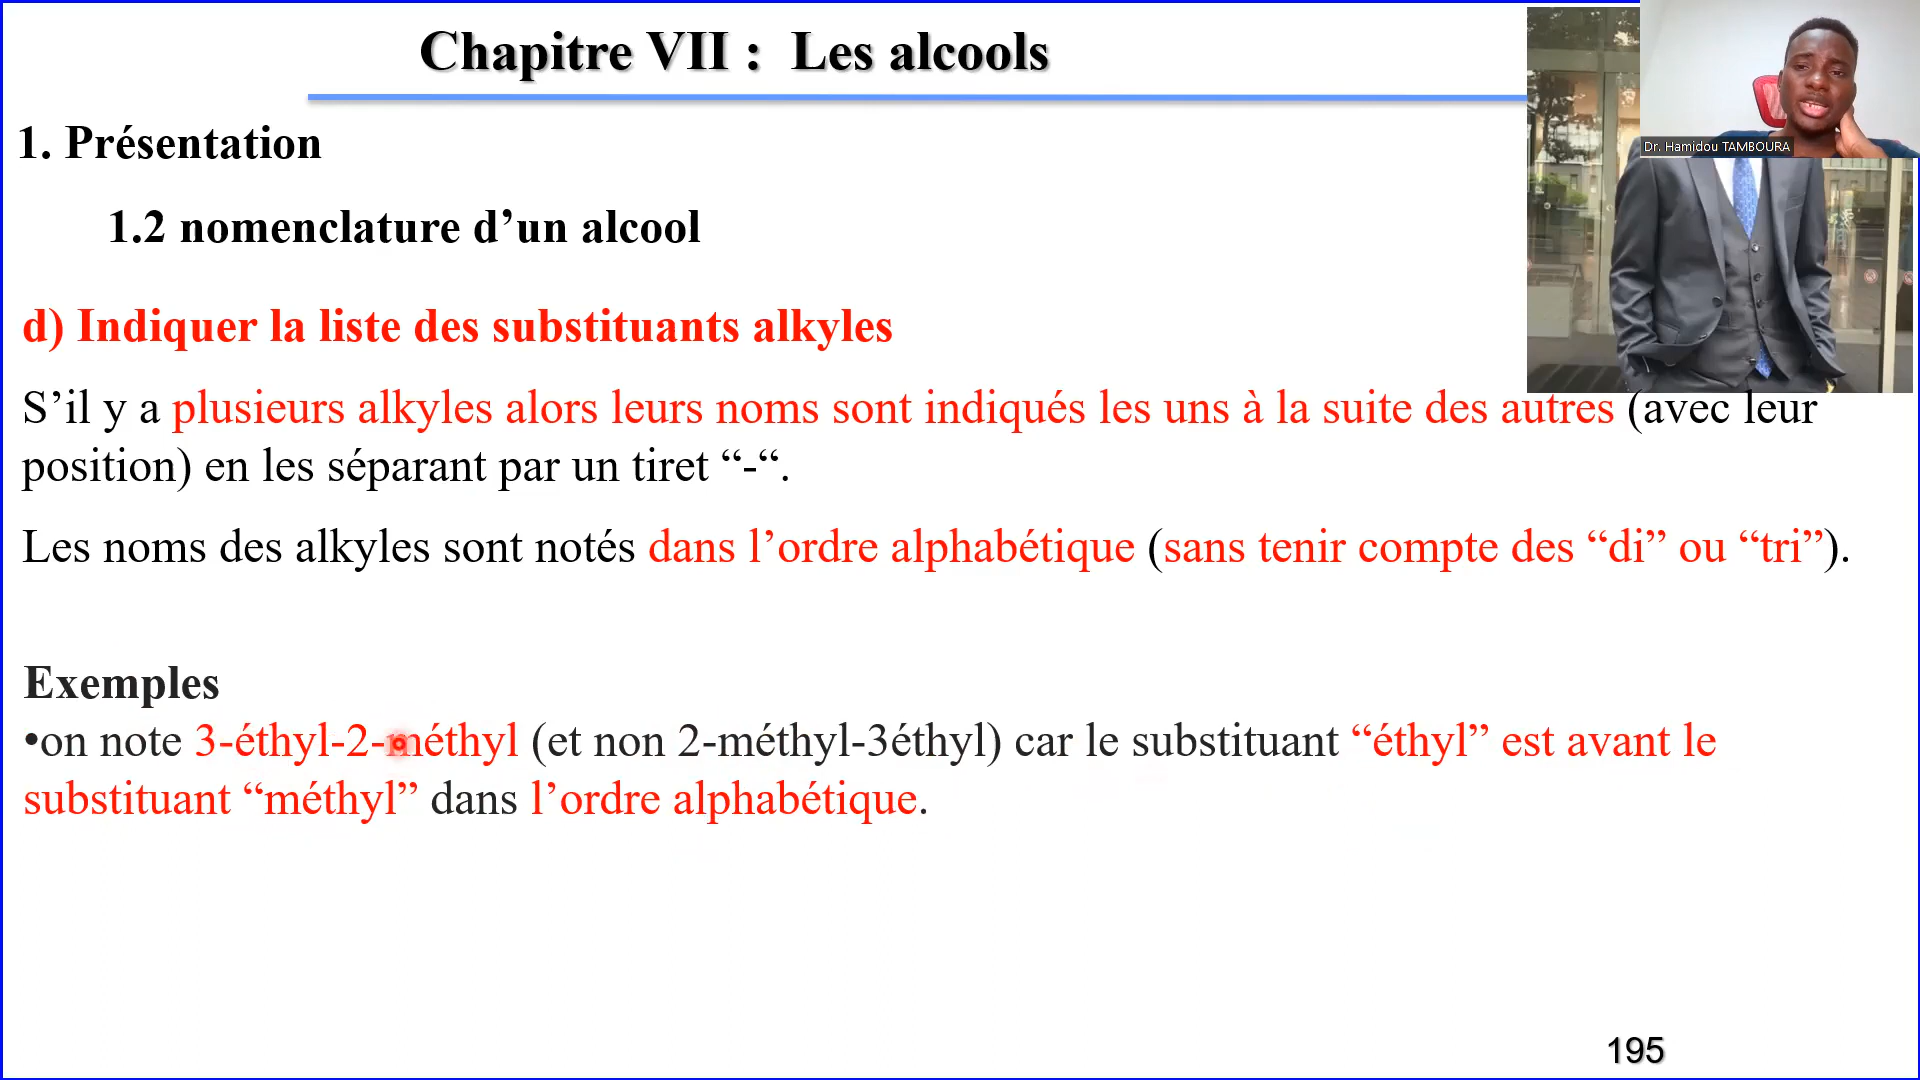 Chapitre VII :  Les alcools
Dr. Hamidou TAMBOURA
1. Présentation
1.2 nomenclature d’un alcool
d) Indiquer la liste des substituants alkyles
S’il y a plusieurs alkyles alors leurs noms sont indiqués les uns à la suite des autres (avec leur
position) en les séparant par un tiret “-“.
Les noms des alkyles sont notés dans l’ordre alphabétique (sans tenir compte des “di” ou “tri”).
Exemples
•on note 3-éthyl-2-méthyl (et non 2-méthyl-3éthyl) car le substituant “éthyl” est avant le
substituant “méthyl” dans l’ordre alphabétique.
195